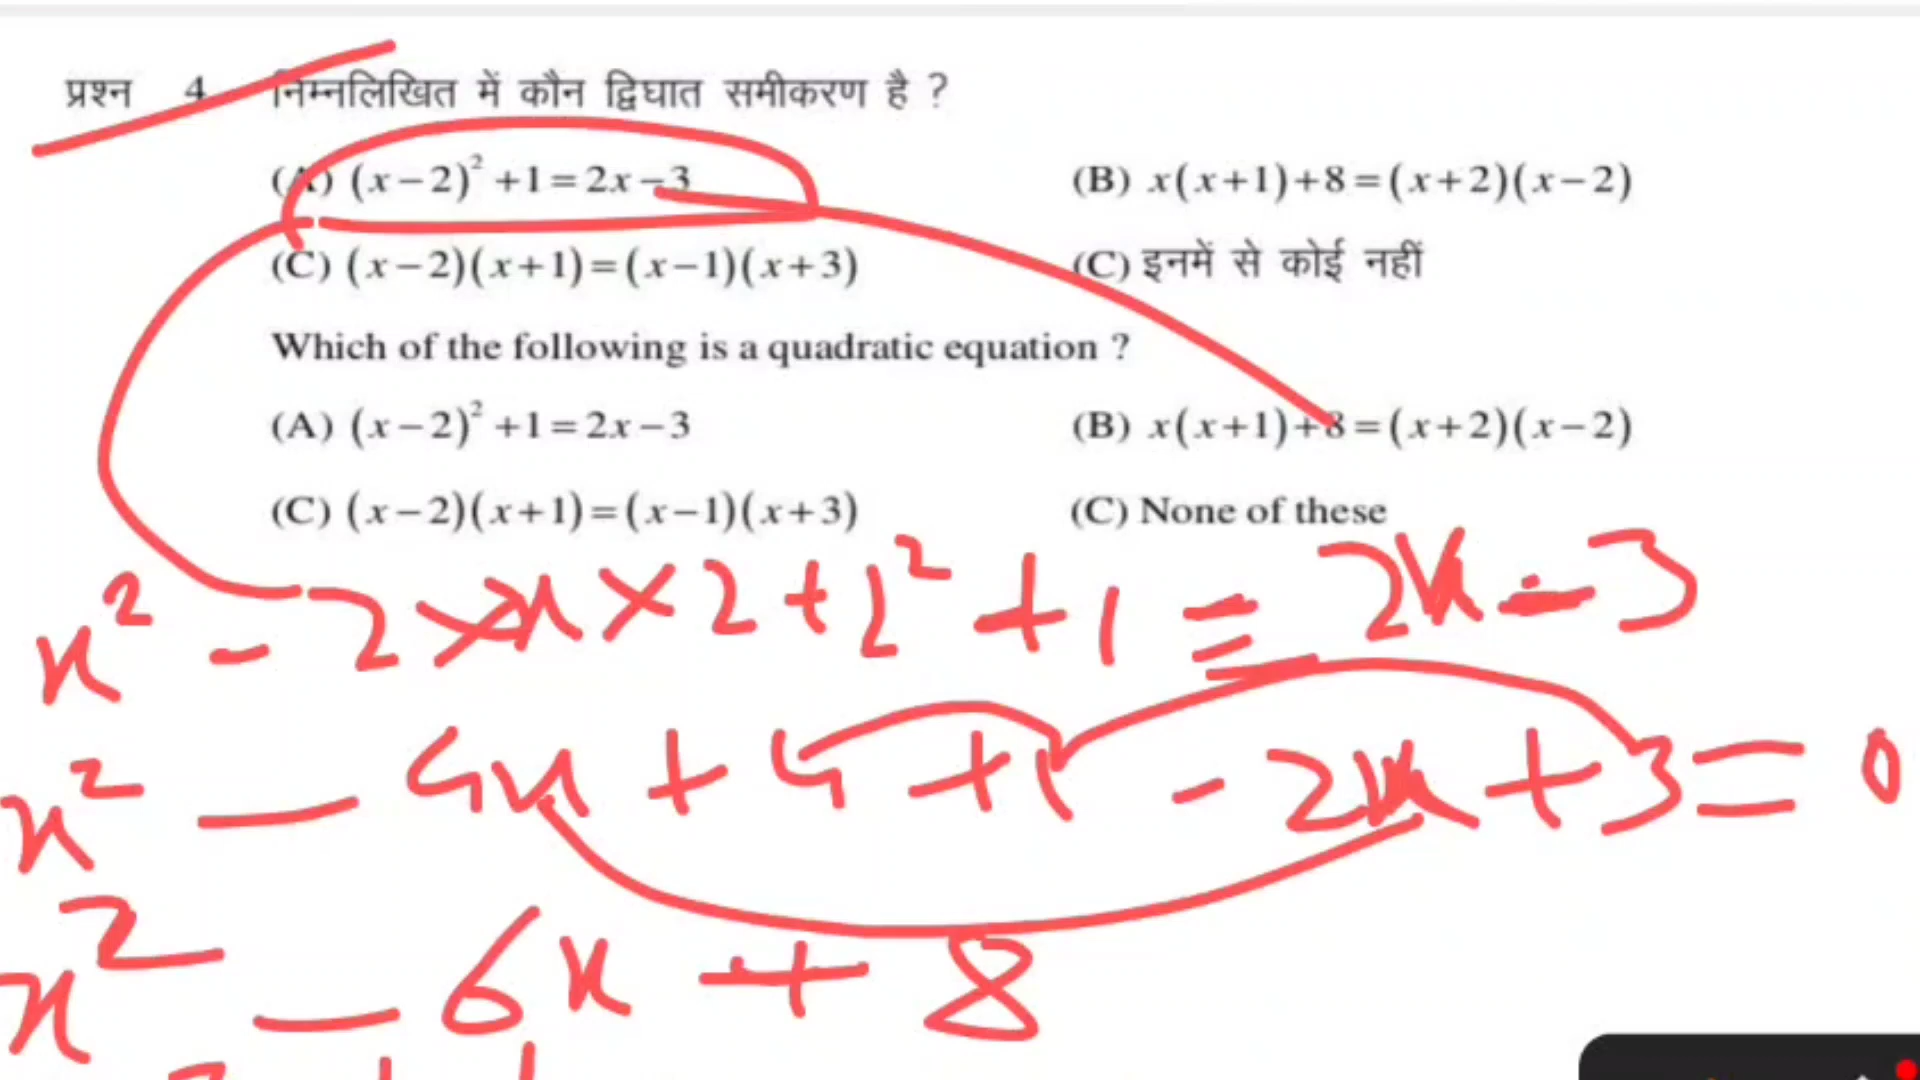 प्रश्न 4 निम्नलिखित में कौन द्विघात समीकरण है ?
(A) (x−2)² +1=2x−3 (B) x(x+1)+8=(x+2)(x−2)
(C) (x−2)(x+1)=(x−1)(x+3) (C) इनमें से कोई नहीं
Which of the following is a quadratic equation ?
(A) (x−2)² +1=2x−3 (B) x(x+1)+8=(x+2)(x−2)
(C) (x−2)(x+1)=(x−1)(x+3) (C) None of these
x² - 2 × x × 2 + 2² + 1 = 2x - 3
x² - 4x + 4 + 1 - 2x + 3 = 0
x² - 6x + 8